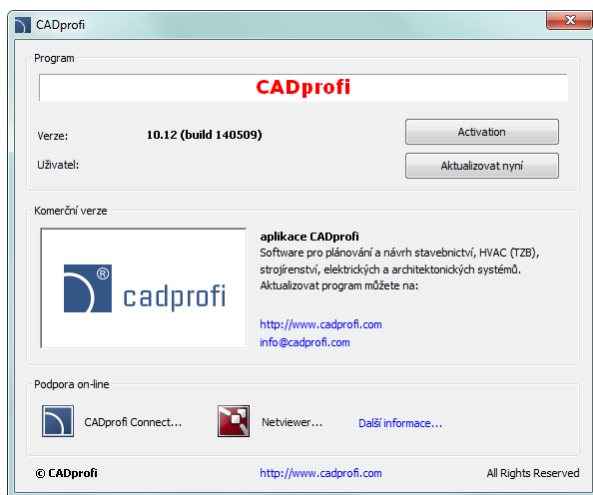 CADprofi
Program
CADprofi
Verze: 10.12 (build 140509) Activation
Uživatel: Aktualizovat nyní
Komerční verze
cadprofi®
aplikace CADprofi
Software pro plánování a návrh stavebnictví, HVAC (TZB),
strojírenství, elektrických a architektonických systémů.
Aktualizovat program můžete na:
http://www.cadprofi.com
info@cadprofi.com
Podpora on-line
CADprofi Connect... Netviewer... Další informace...
© CADprofi http://www.cadprofi.com All Rights Reserved